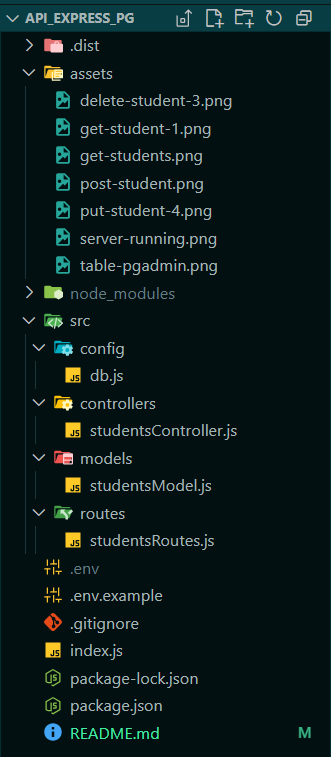 API_EXPRESS_PG
.dist
assets
delete-student-3.png
get-student-1.png
get-students.png
post-student.png
put-student-4.png
server-running.png
table-pgadmin.png
node_modules
src
config
JS db.js
controllers
JS studentsController.js
models
JS studentsModel.js
routes
JS studentsRoutes.js
.env
.env.example
.gitignore
JS index.js
package-lock.json
package.json
README.md M